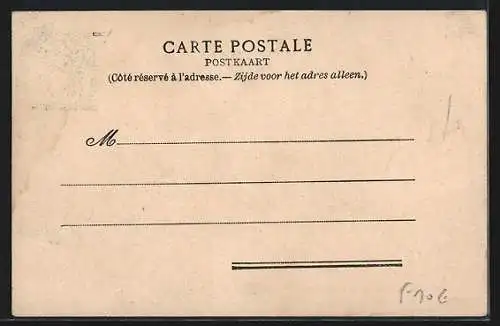 CARTE POSTALE
POSTKAART
(Côté réservé à l'adresse.— Zijde voor het adres alleen.)
M